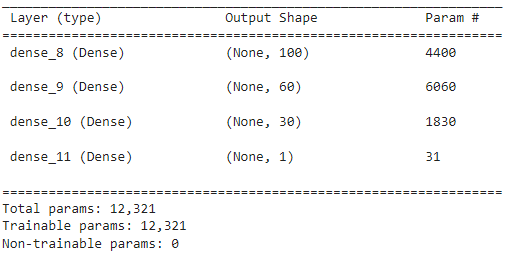 Layer (type) Output Shape Param #
dense_8 (Dense) (None, 100) 4400
dense_9 (Dense) (None, 60) 6060
dense_10 (Dense) (None, 30) 1830
dense_11 (Dense) (None, 1) 31
Total params: 12,321
Trainable params: 12,321
Non-trainable params: 0